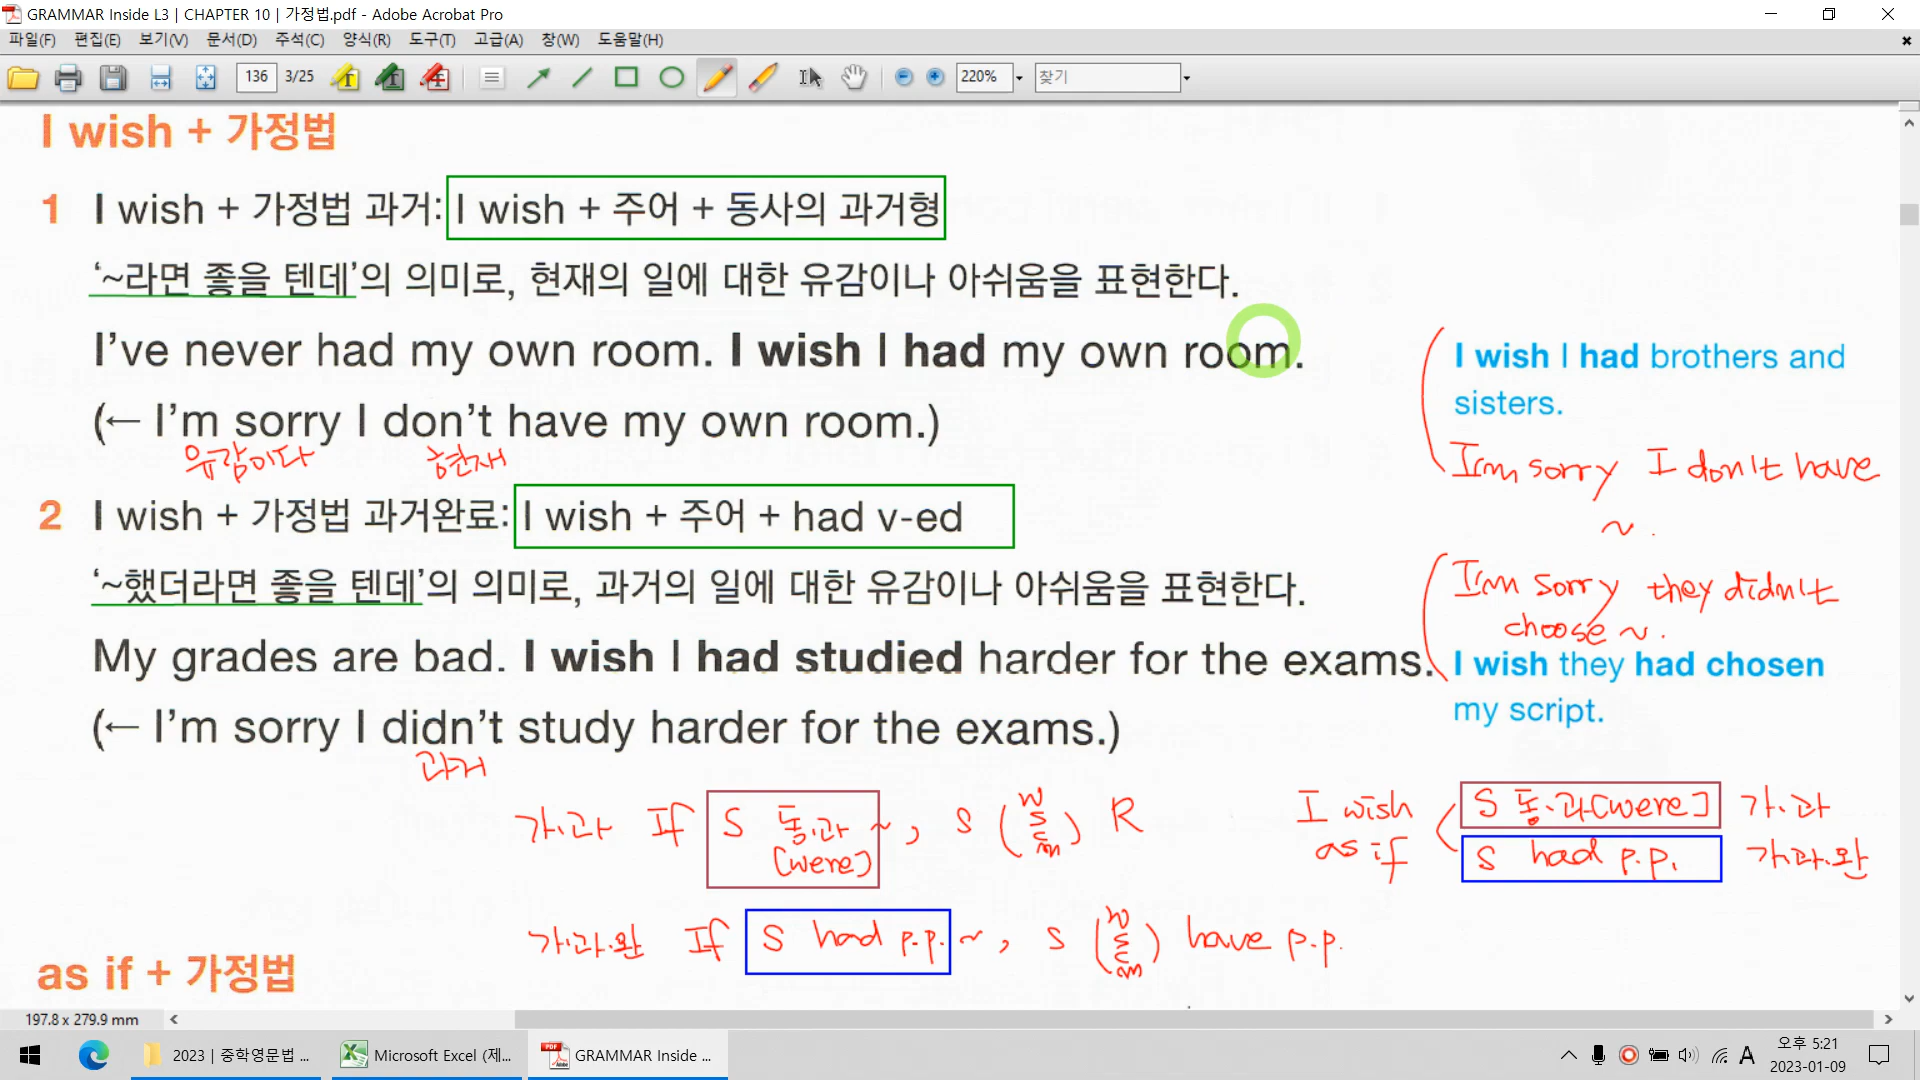 GRAMMAR Inside L3 | CHAPTER 10 | 가정법.pdf - Adobe Acrobat Pro
파일(F) 편집(E) 보기(V) 문서(D) 주석(C) 양식(R) 도구(T) 고급(A) 창(W) 도움말(H)
136 3/25 220% 찾기
I wish + 가정법
1 I wish + 가정법 과거: I wish + 주어 + 동사의 과거형
‘~라면 좋을 텐데’의 의미로, 현재의 일에 대한 유감이나 아쉬움을 표현한다.
I’ve never had my own room. I wish I had my own room.
(← I’m sorry I don’t have my own room.)
유감이다 현재
2 I wish + 가정법 과거완료: I wish + 주어 + had v-ed
‘~했더라면 좋을 텐데’의 의미로, 과거의 일에 대한 유감이나 아쉬움을 표현한다.
My grades are bad. I wish I had studied harder for the exams.
(← I’m sorry I didn’t study harder for the exams.)
과거
I wish I had brothers and
sisters.
I'm sorry I don't have
~.
I'm sorry they didn't
choose ~.
I wish they had chosen
my script.
가.과 If S 동.과 ~, S ( ) R
[were]
가.과.완 If S had p.p. ~, S ( ) have p.p.
I wish S 동.과[were] 가.과
as if S had p.p. 가.과.완
as if + 가정법
197.8 x 279.9 mm
2023 | 중학영문법 ... Microsoft Excel (제... GRAMMAR Inside ...
A 오후 5:21
2023-01-09